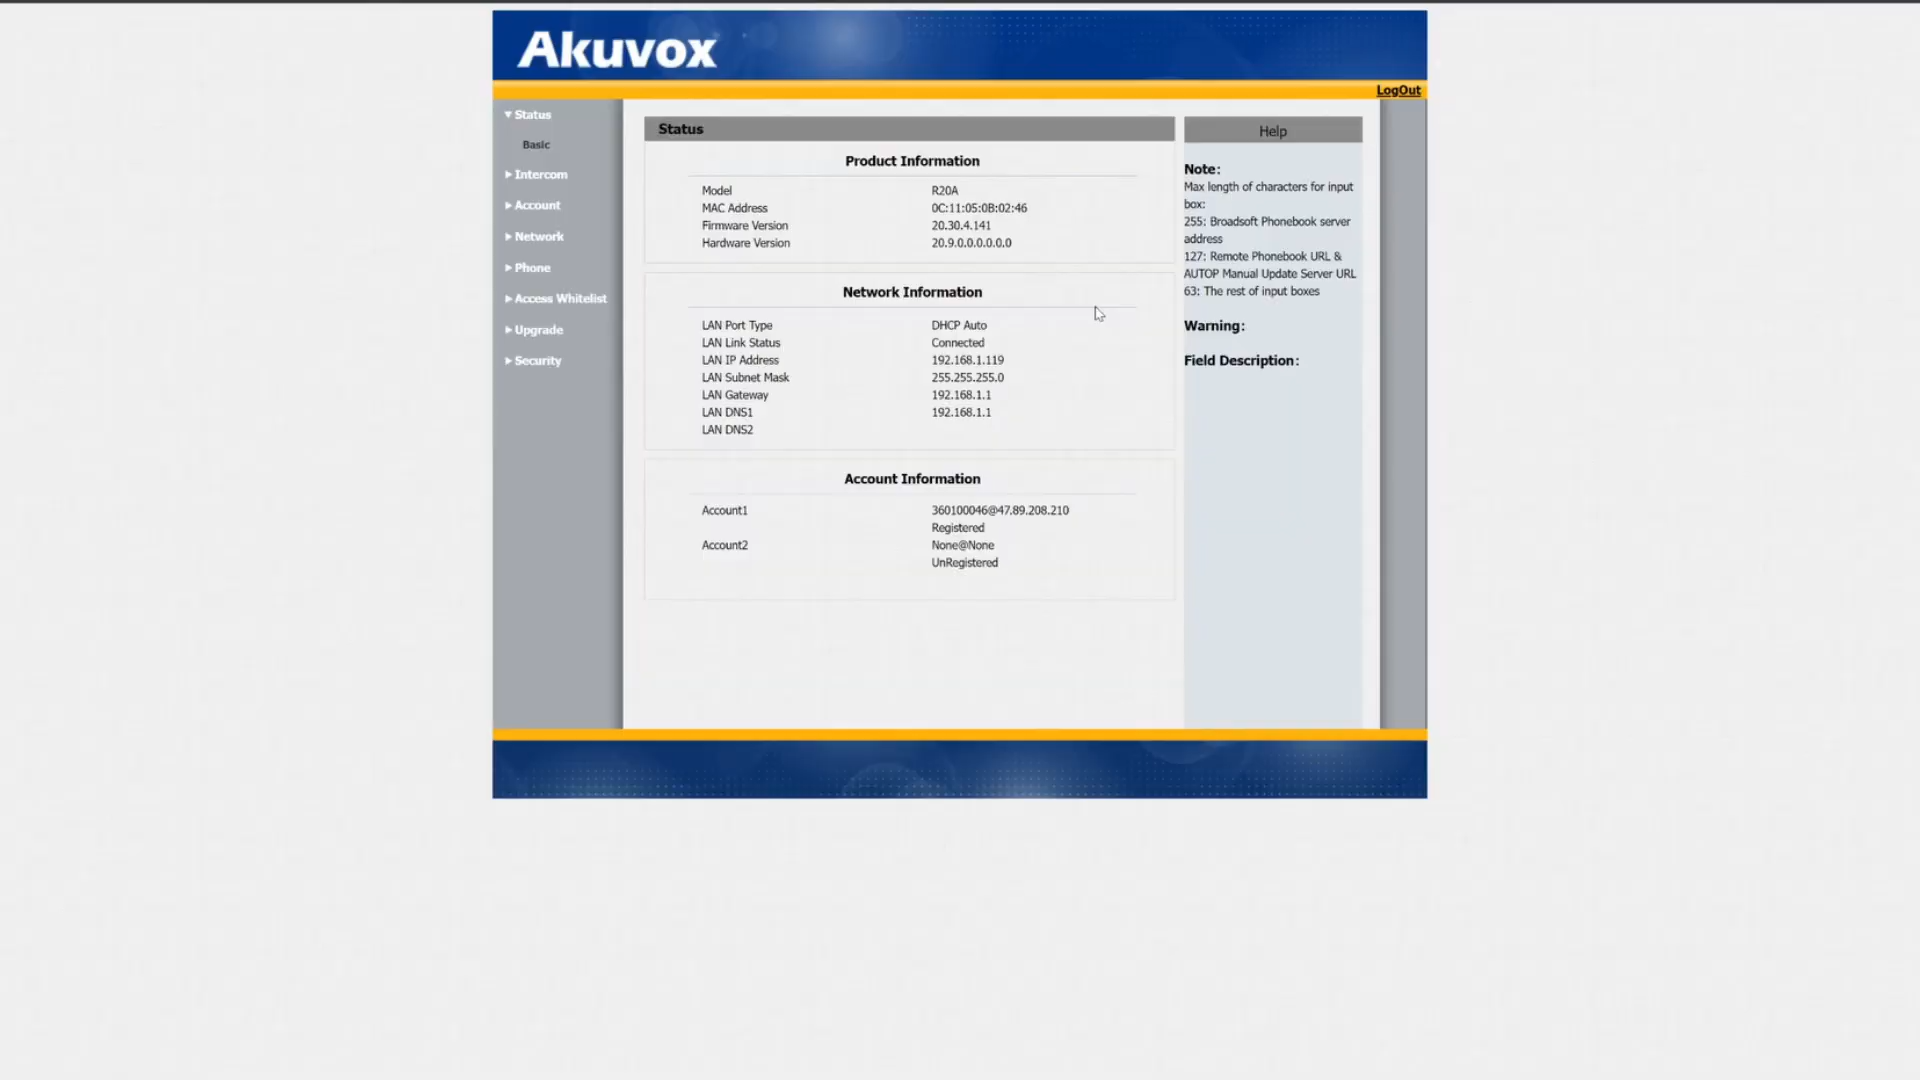 Akuvox
LogOut
Status
Basic
Intercom
Account
Network
Phone
Access Whitelist
Upgrade
Security
Status
Product Information
Model R20A
MAC Address 0C:11:05:0B:02:46
Firmware Version 20.30.4.141
Hardware Version 20.9.0.0.0.0.0.0
Network Information
LAN Port Type DHCP Auto
LAN Link Status Connected
LAN IP Address 192.168.1.119
LAN Subnet Mask 255.255.255.0
LAN Gateway 192.168.1.1
LAN DNS1 192.168.1.1
LAN DNS2
Account Information
Account1 360100046@47.89.208.210
Registered
Account2 None@None
UnRegistered
Help
Note:
Max length of characters for input
box:
255: Broadsoft Phonebook server
address
127: Remote Phonebook URL &
AUTOP Manual Update Server URL
63: The rest of input boxes
Warning:
Field Description: